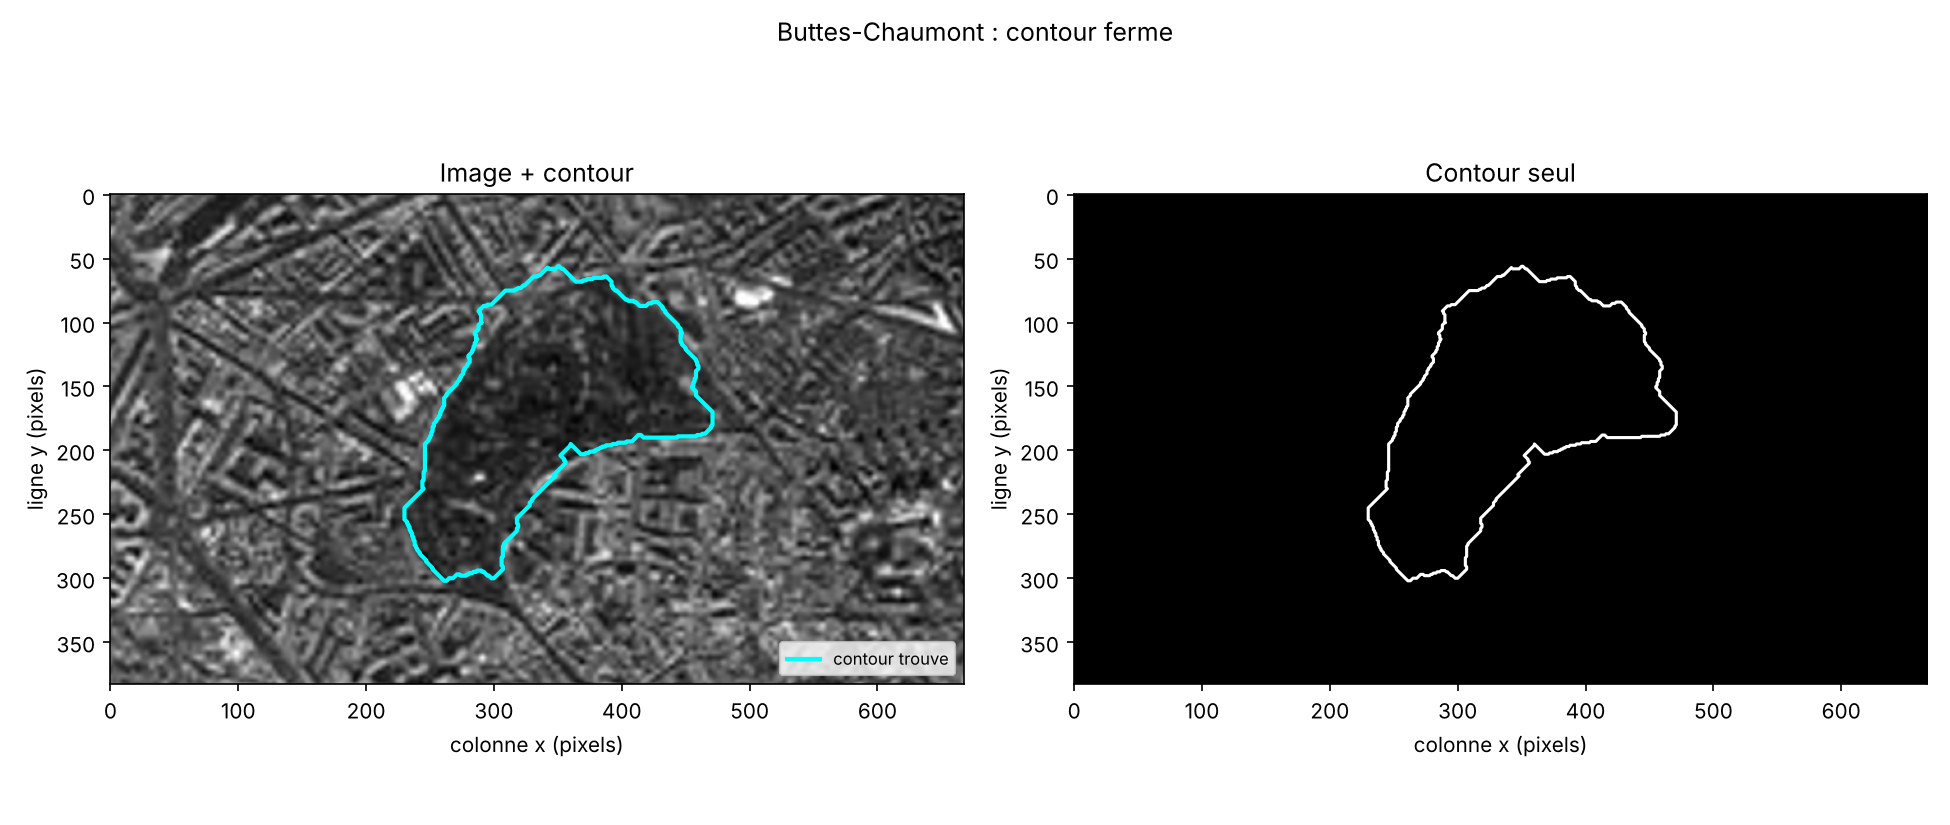 Buttes-Chaumont : contour ferme
Image + contour
0
50
100
150
200
250
300
350
ligne y (pixels)
0 100 200 300 400 500 600
colonne x (pixels)
contour trouve
Contour seul
0
50
100
150
200
250
300
350
ligne y (pixels)
0 100 200 300 400 500 600
colonne x (pixels)